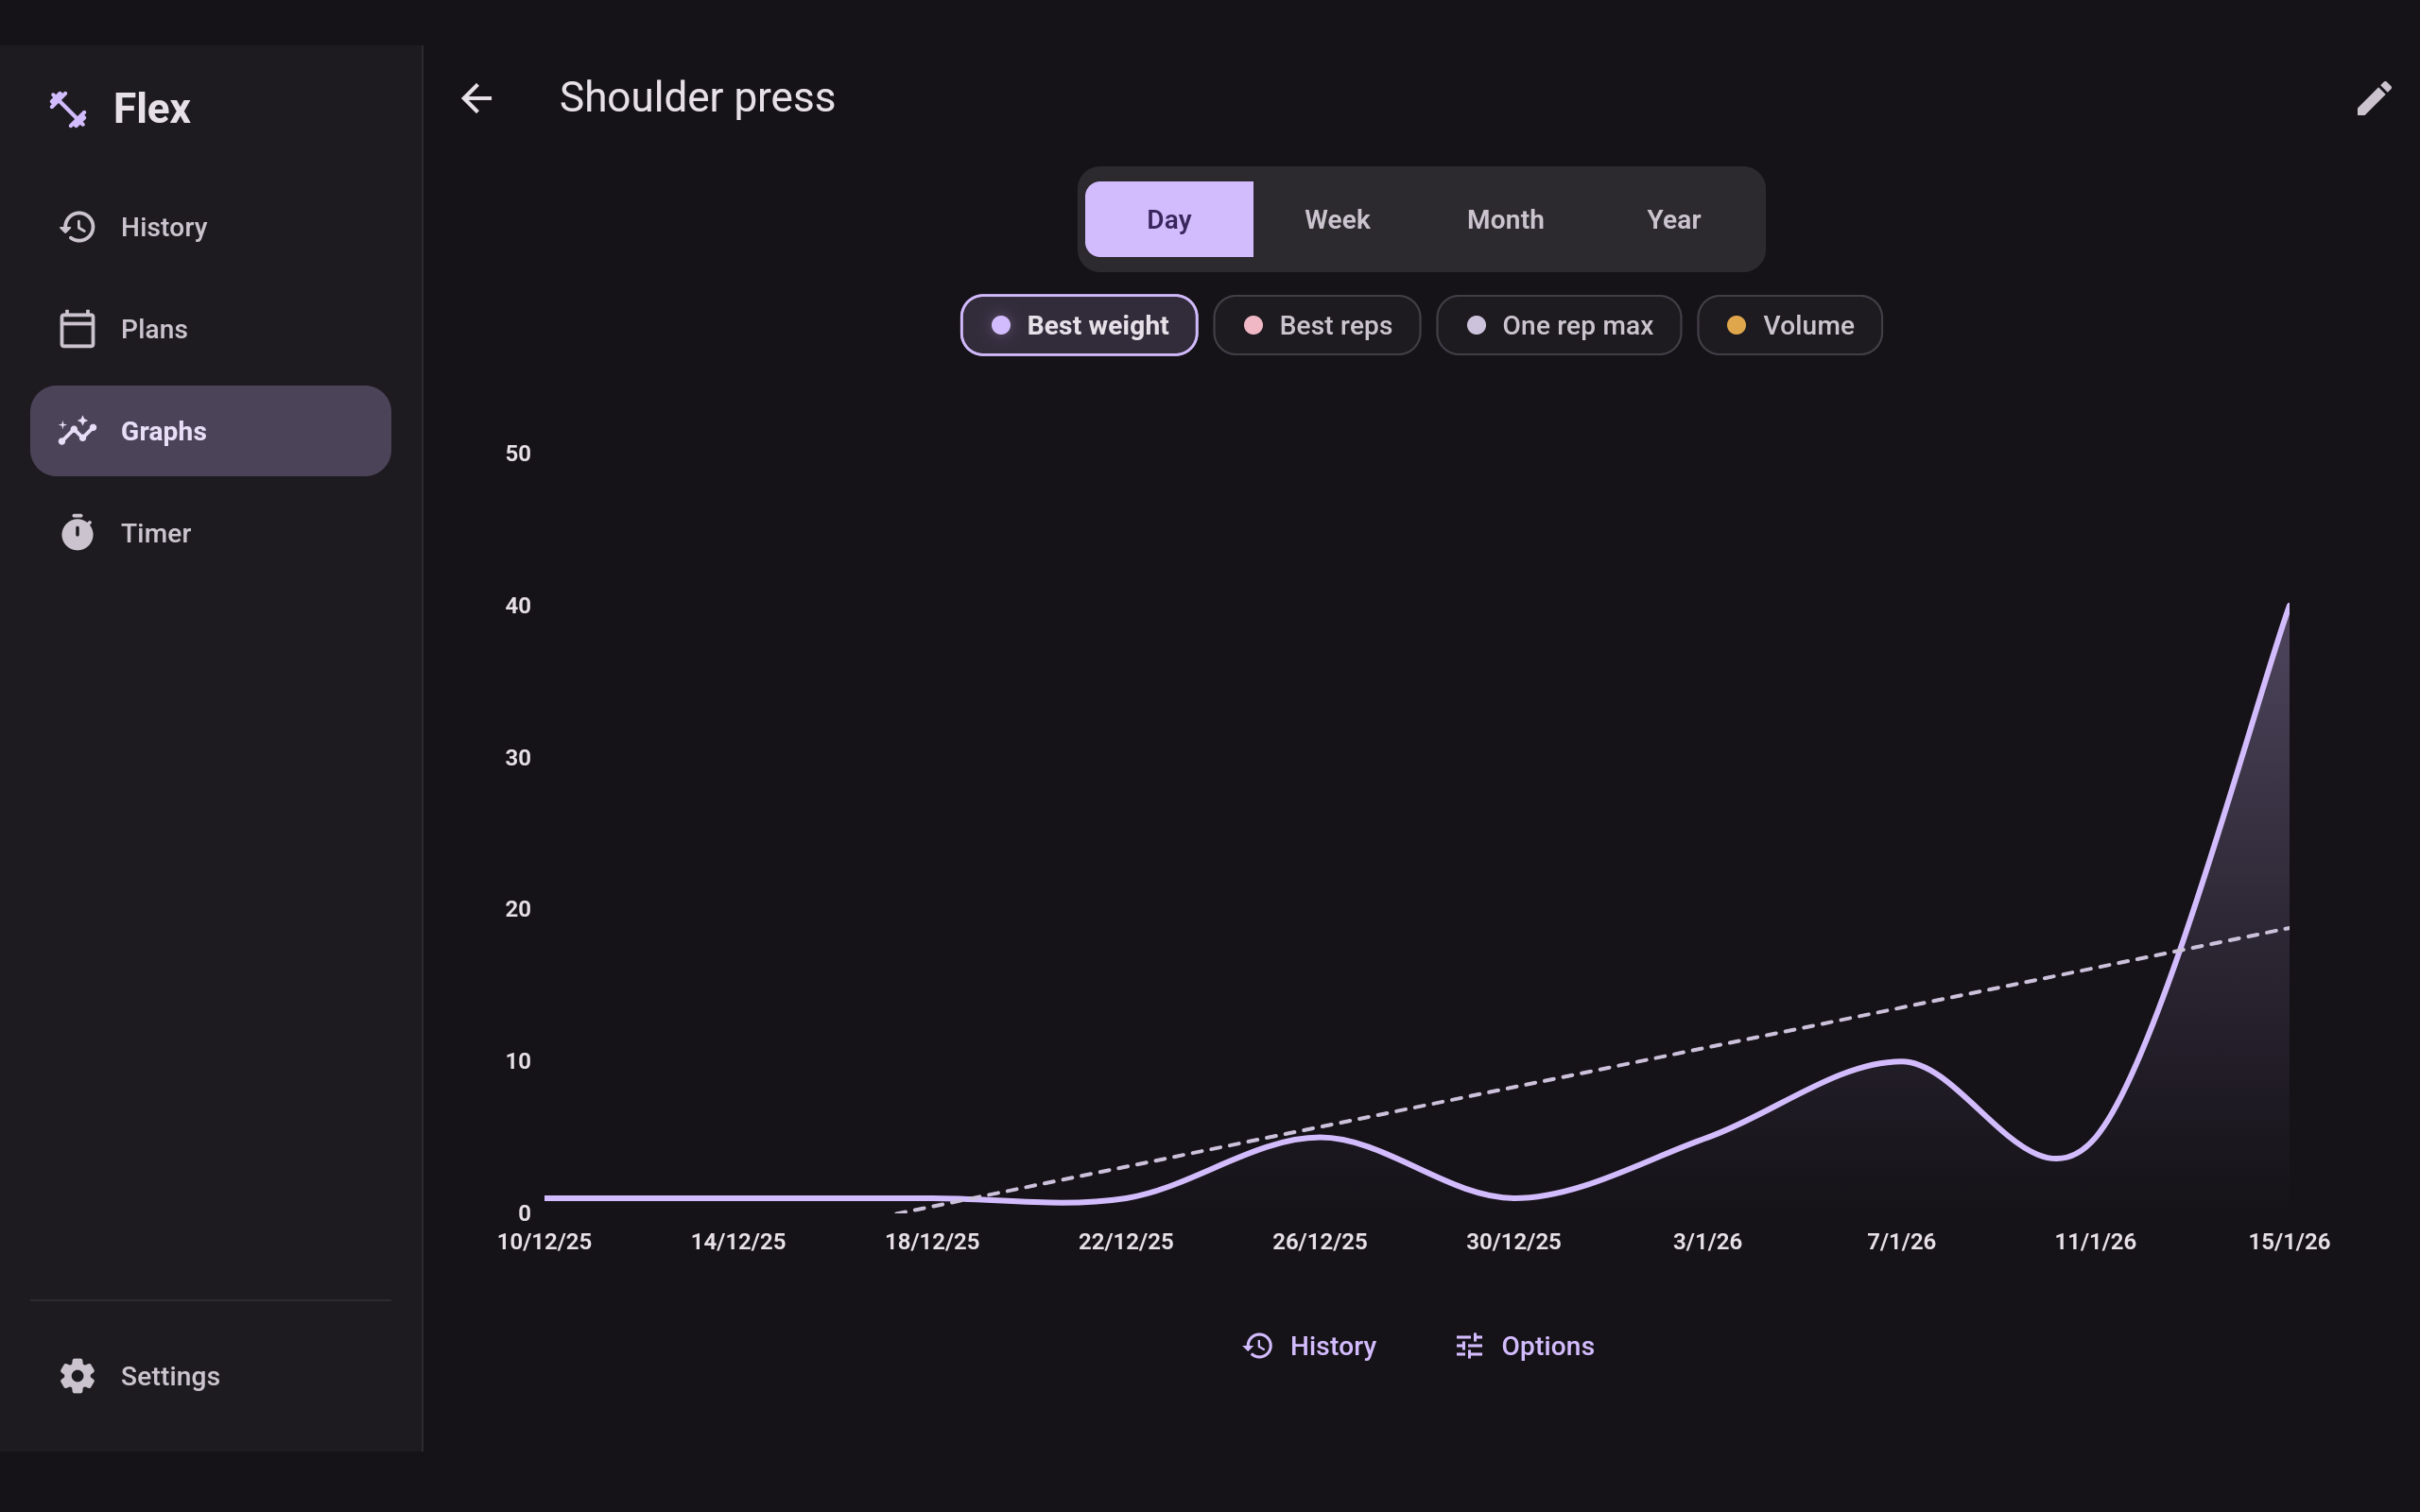 Flex
History
Plans
Graphs
Timer
Settings
Shoulder press
Day Week Month Year
Best weight Best reps One rep max Volume
50
40
30
20
10
0
10/12/25 14/12/25 18/12/25 22/12/25 26/12/25 30/12/25 3/1/26 7/1/26 11/1/26 15/1/26
History Options